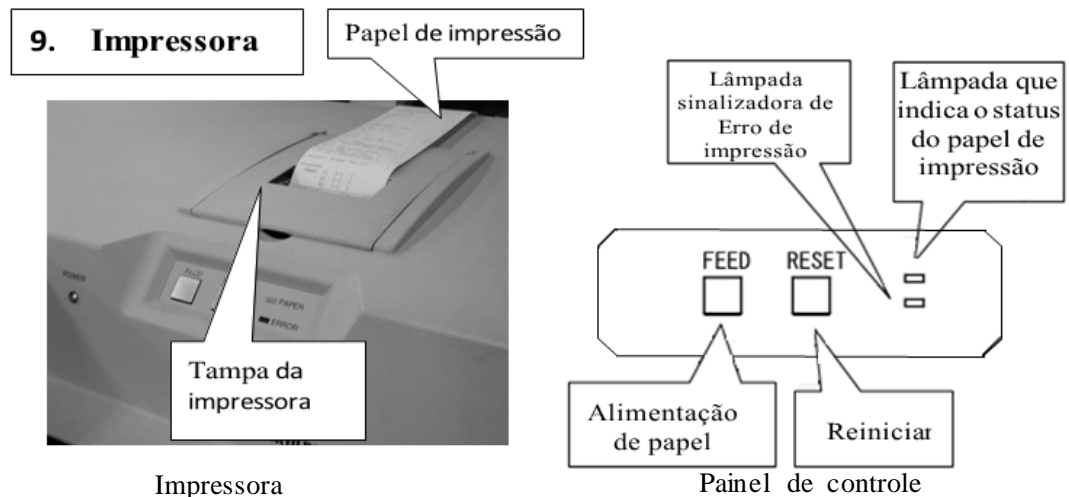 9. Impressora
Papel de impressão
Lâmpada
sinalizadora de
Erro de
impressão
Lâmpada que
indica o status
do papel de
impressão
POWER
FEED
PAPER
ERROR
Tampa da
impressora
FEED RESET
Alimentação
de papel
Reiniciar
Impressora
Painel de controle